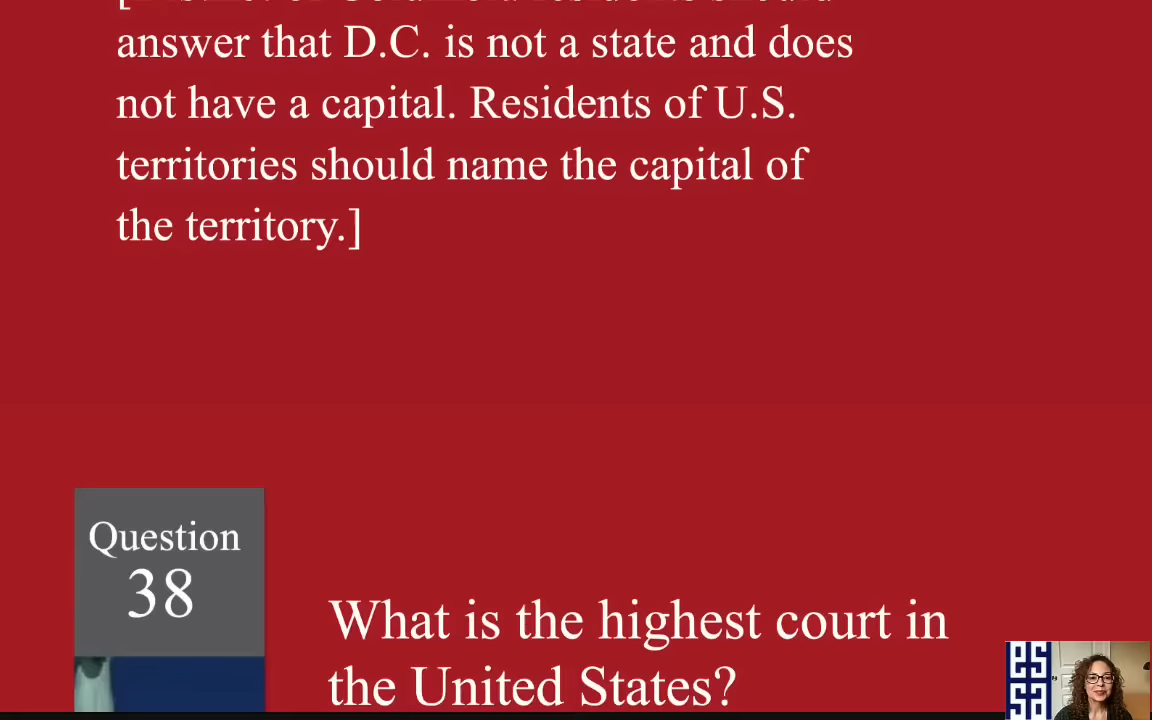 answer that D.C. is not a state and does
not have a capital. Residents of U.S.
territories should name the capital of
the territory.]
Question
38
What is the highest court in
the United States?